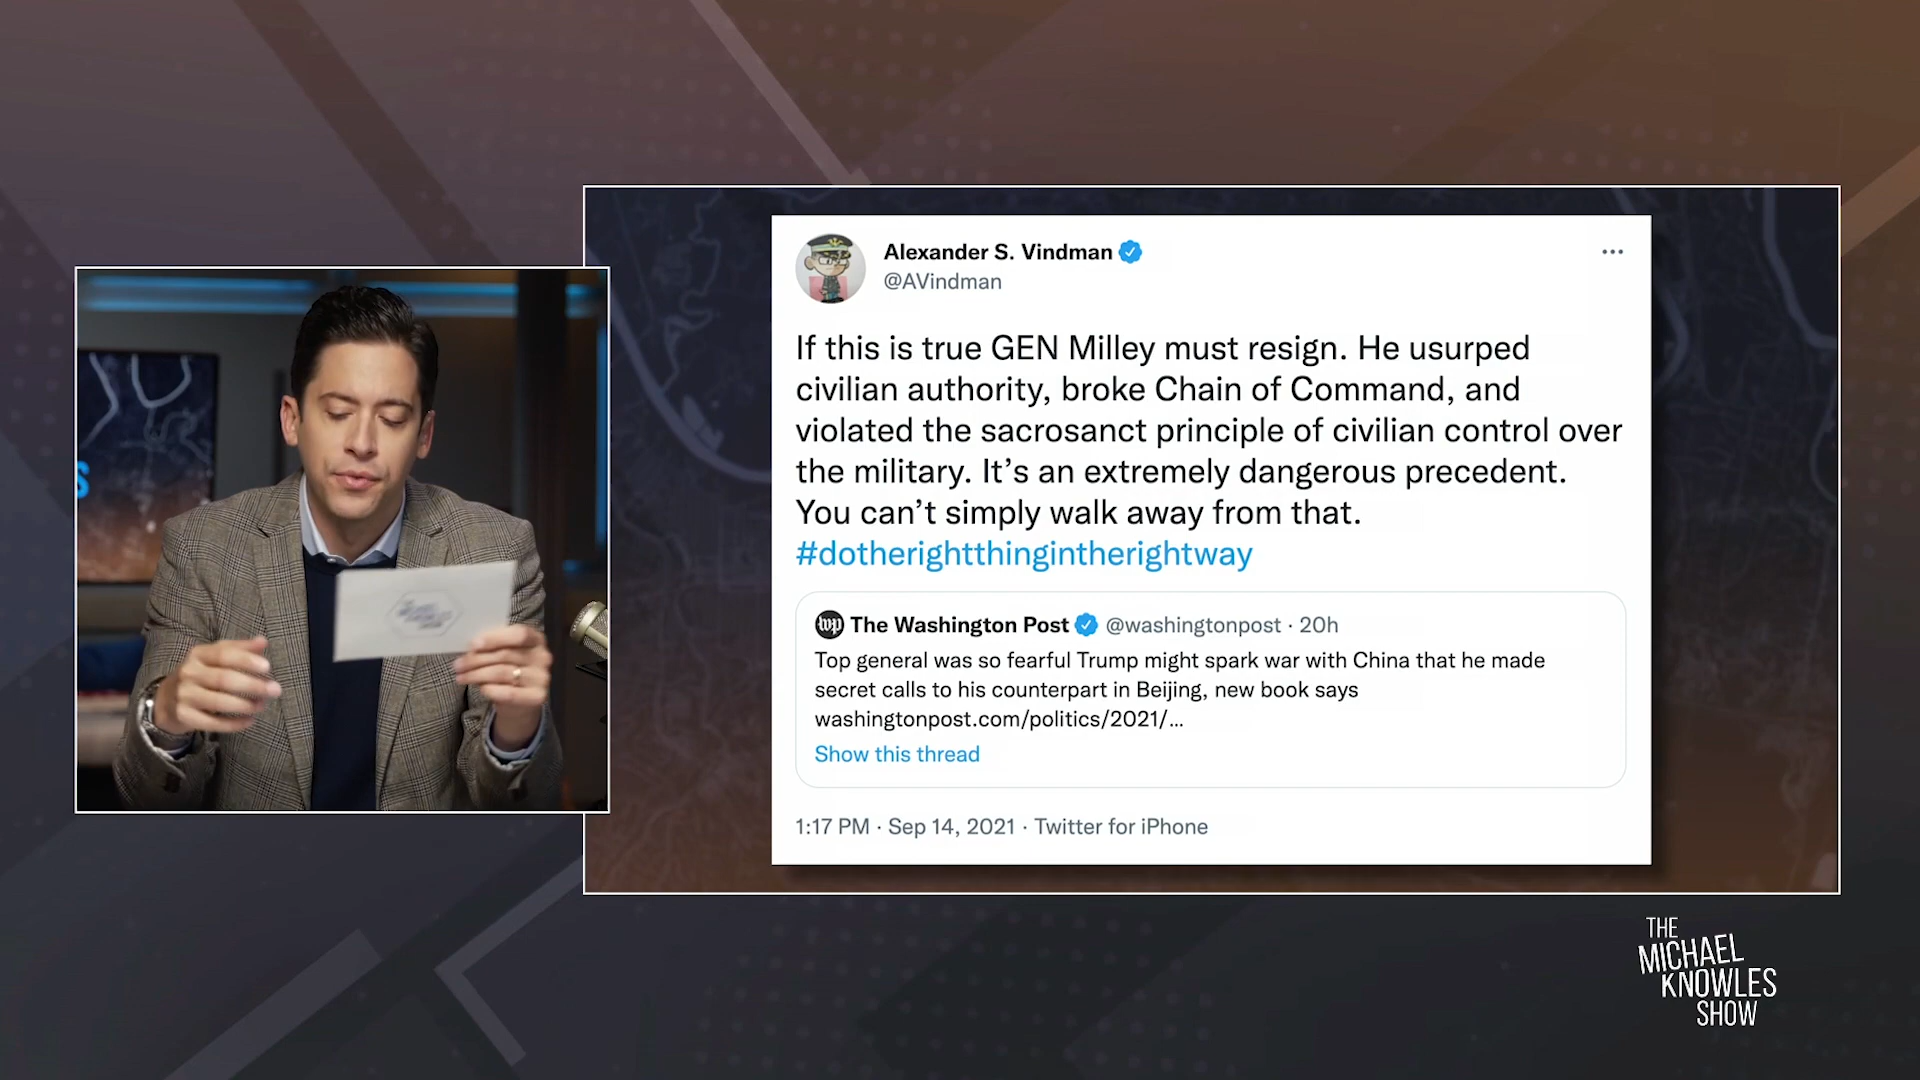 Alexander S. Vindman
@AVindman
If this is true GEN Milley must resign. He usurped
civilian authority, broke Chain of Command, and
violated the sacrosanct principle of civilian control over
the military. It’s an extremely dangerous precedent.
You can’t simply walk away from that.
#dotherightthingintherightway
wp The Washington Post @washingtonpost · 20h
Top general was so fearful Trump might spark war with China that he made
secret calls to his counterpart in Beijing, new book says
washingtonpost.com/politics/2021/...
Show this thread
1:17 PM · Sep 14, 2021 · Twitter for iPhone
THE
MICHAEL
KNOWLES
SHOW